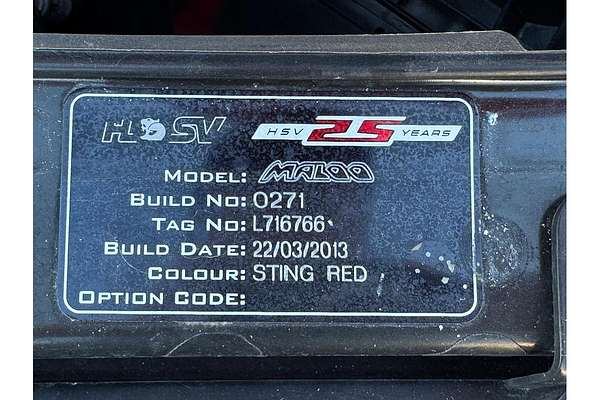 HSV HSV 25 YEARS
MODEL: MALOO
BUILD NO: 0271
TAG NO: L716766
BUILD DATE: 22/03/2013
COLOUR: STING RED
OPTION CODE: